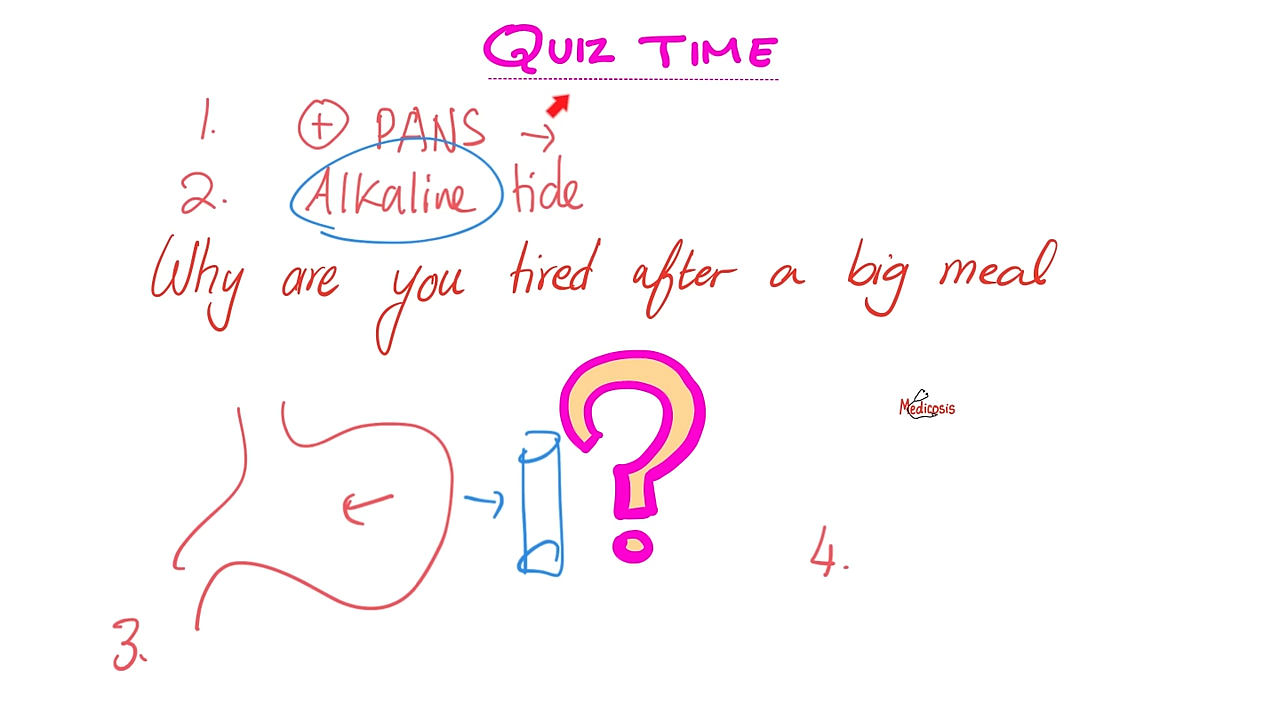 QUIZ TIME
1. + PANS →
2. Alkaline tide
Why are you tired after a big meal
?
Medicosis
4.
3.